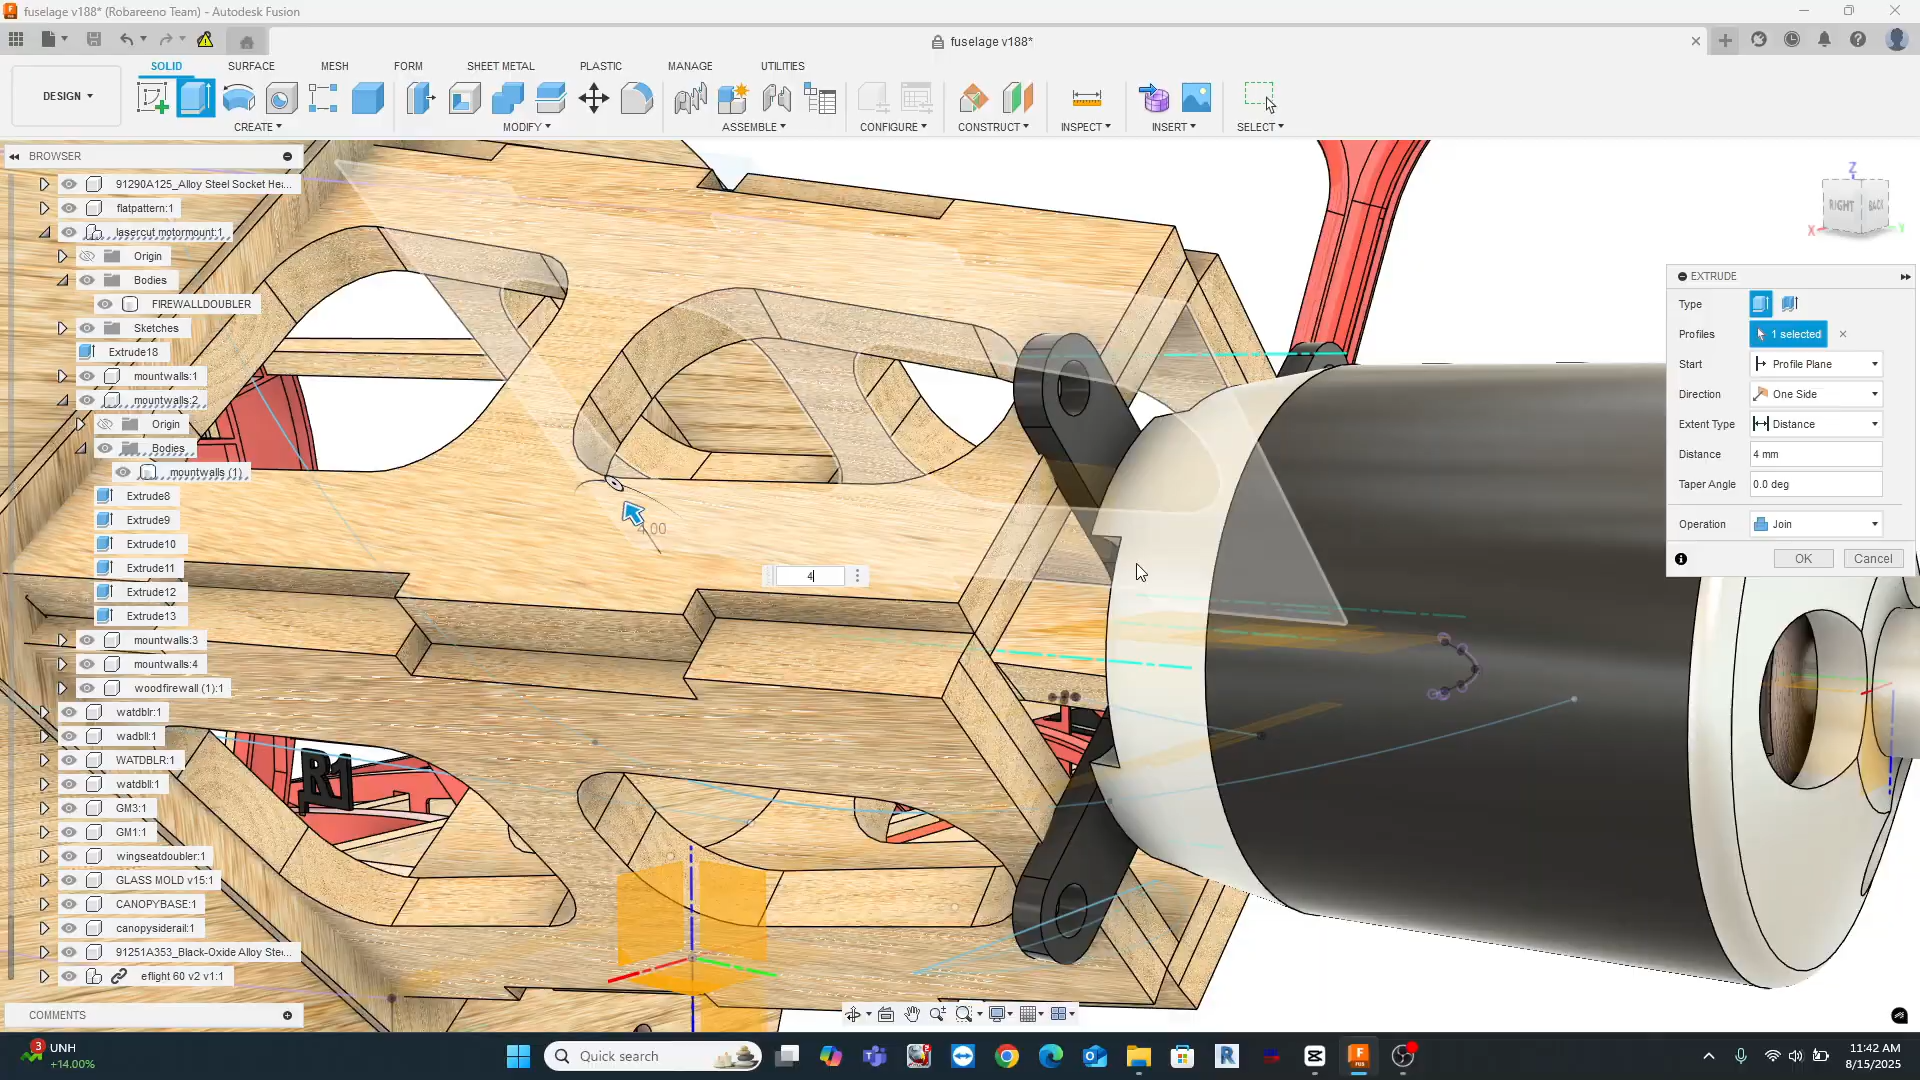 fuselage v188* (Robareeno Team) - Autodesk Fusion
fuselage v188*
SOLID
SURFACE
MESH
FORM
SHEET METAL
PLASTIC
MANAGE
UTILITIES
DESIGN
CREATE
MODIFY
ASSEMBLE
CONFIGURE
CONSTRUCT
INSPECT
INSERT
SELECT
BROWSER
91290A125_Alloy Steel Socket He...
flatpattern:1
lasercut motormount:1
Origin
Bodies
FIREWALLDOUBLER
Sketches
Extrude18
mountwalls:1
mountwalls:2
Origin
Bodies
mountwalls (1)
Extrude8
Extrude9
Extrude10
Extrude11
Extrude12
Extrude13
mountwalls:3
mountwalls:4
woodfirewall (1):1
watdblr:1
wadbll:1
WATDBLR:1
watdbll:1
GM3:1
GM1:1
wingseatdoubler:1
GLASS MOLD v15:1
CANOPYBASE:1
canopysiderail:1
91251A353_Black-Oxide Alloy Ste...
eflight 60 v2 v1:1
COMMENTS
R1
4.00
4
Z
RIGHT
BACK
X
Y
EXTRUDE
Type
Profiles
1 selected
Start
Profile Plane
Direction
One Side
Extent Type
Distance
Distance
4 mm
Taper Angle
0.0 deg
Operation
Join
OK
Cancel
3
UNH
+14.00%
Quick search
11:42 AM
8/15/2025